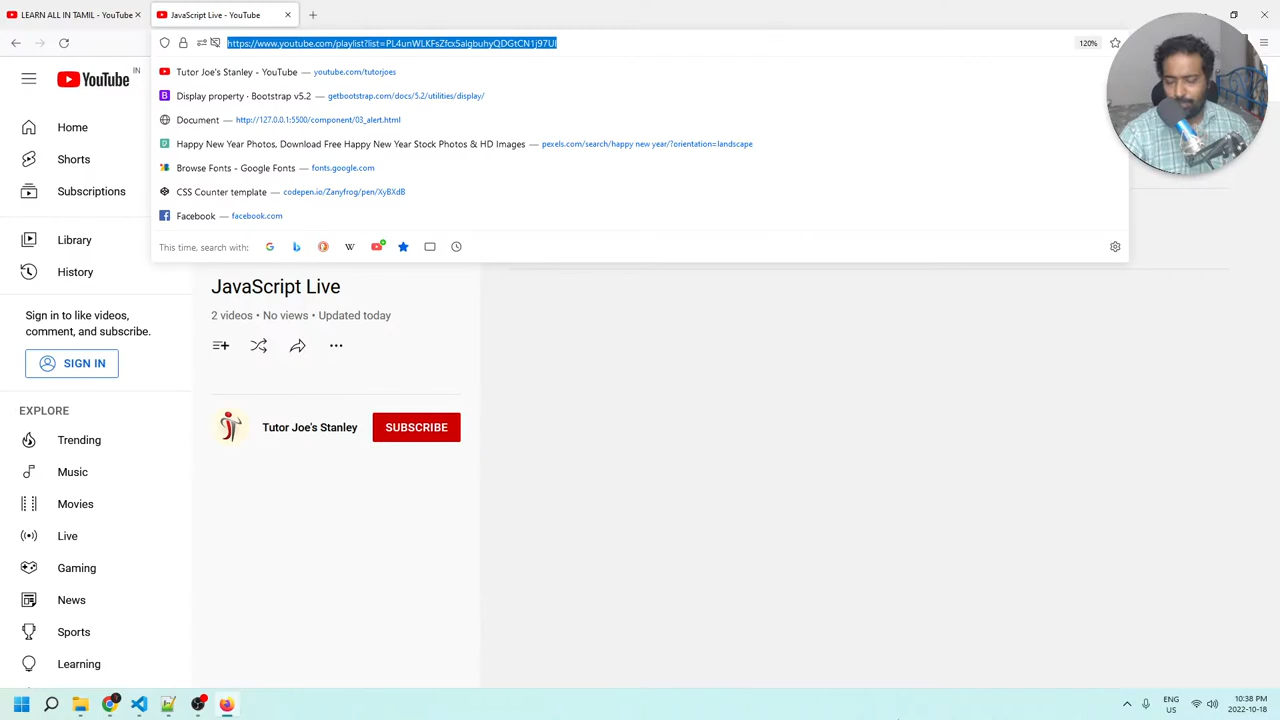 LEARN ALL IN TAMIL - YouTube
JavaScript Live - YouTube
https://www.youtube.com/playlist?list=PL4unWLKFsZfcx5algbuhyQDGtCN1j97UI
120%
Tutor Joe's Stanley - YouTube — youtube.com/tutorjoes
Display property · Bootstrap v5.2 — getbootstrap.com/docs/5.2/utilities/display/
Document — http://127.0.0.1:5500/component/03_alert.html
Happy New Year Photos, Download Free Happy New Year Stock Photos & HD Images — pexels.com/search/happy new year/?orientation=landscape
Browse Fonts - Google Fonts — fonts.google.com
CSS Counter template — codepen.io/Zanyfrog/pen/XyBXdB
Facebook — facebook.com
This time, search with:
YouTube IN
Home
Shorts
Subscriptions
Library
History
Sign in to like videos,
comment, and subscribe.
SIGN IN
EXPLORE
Trending
Music
Movies
Live
Gaming
News
Sports
Learning
JavaScript Live
2 videos • No views • Updated today
Tutor Joe's Stanley
SUBSCRIBE
ENG
US
10:38 PM
2022-10-18